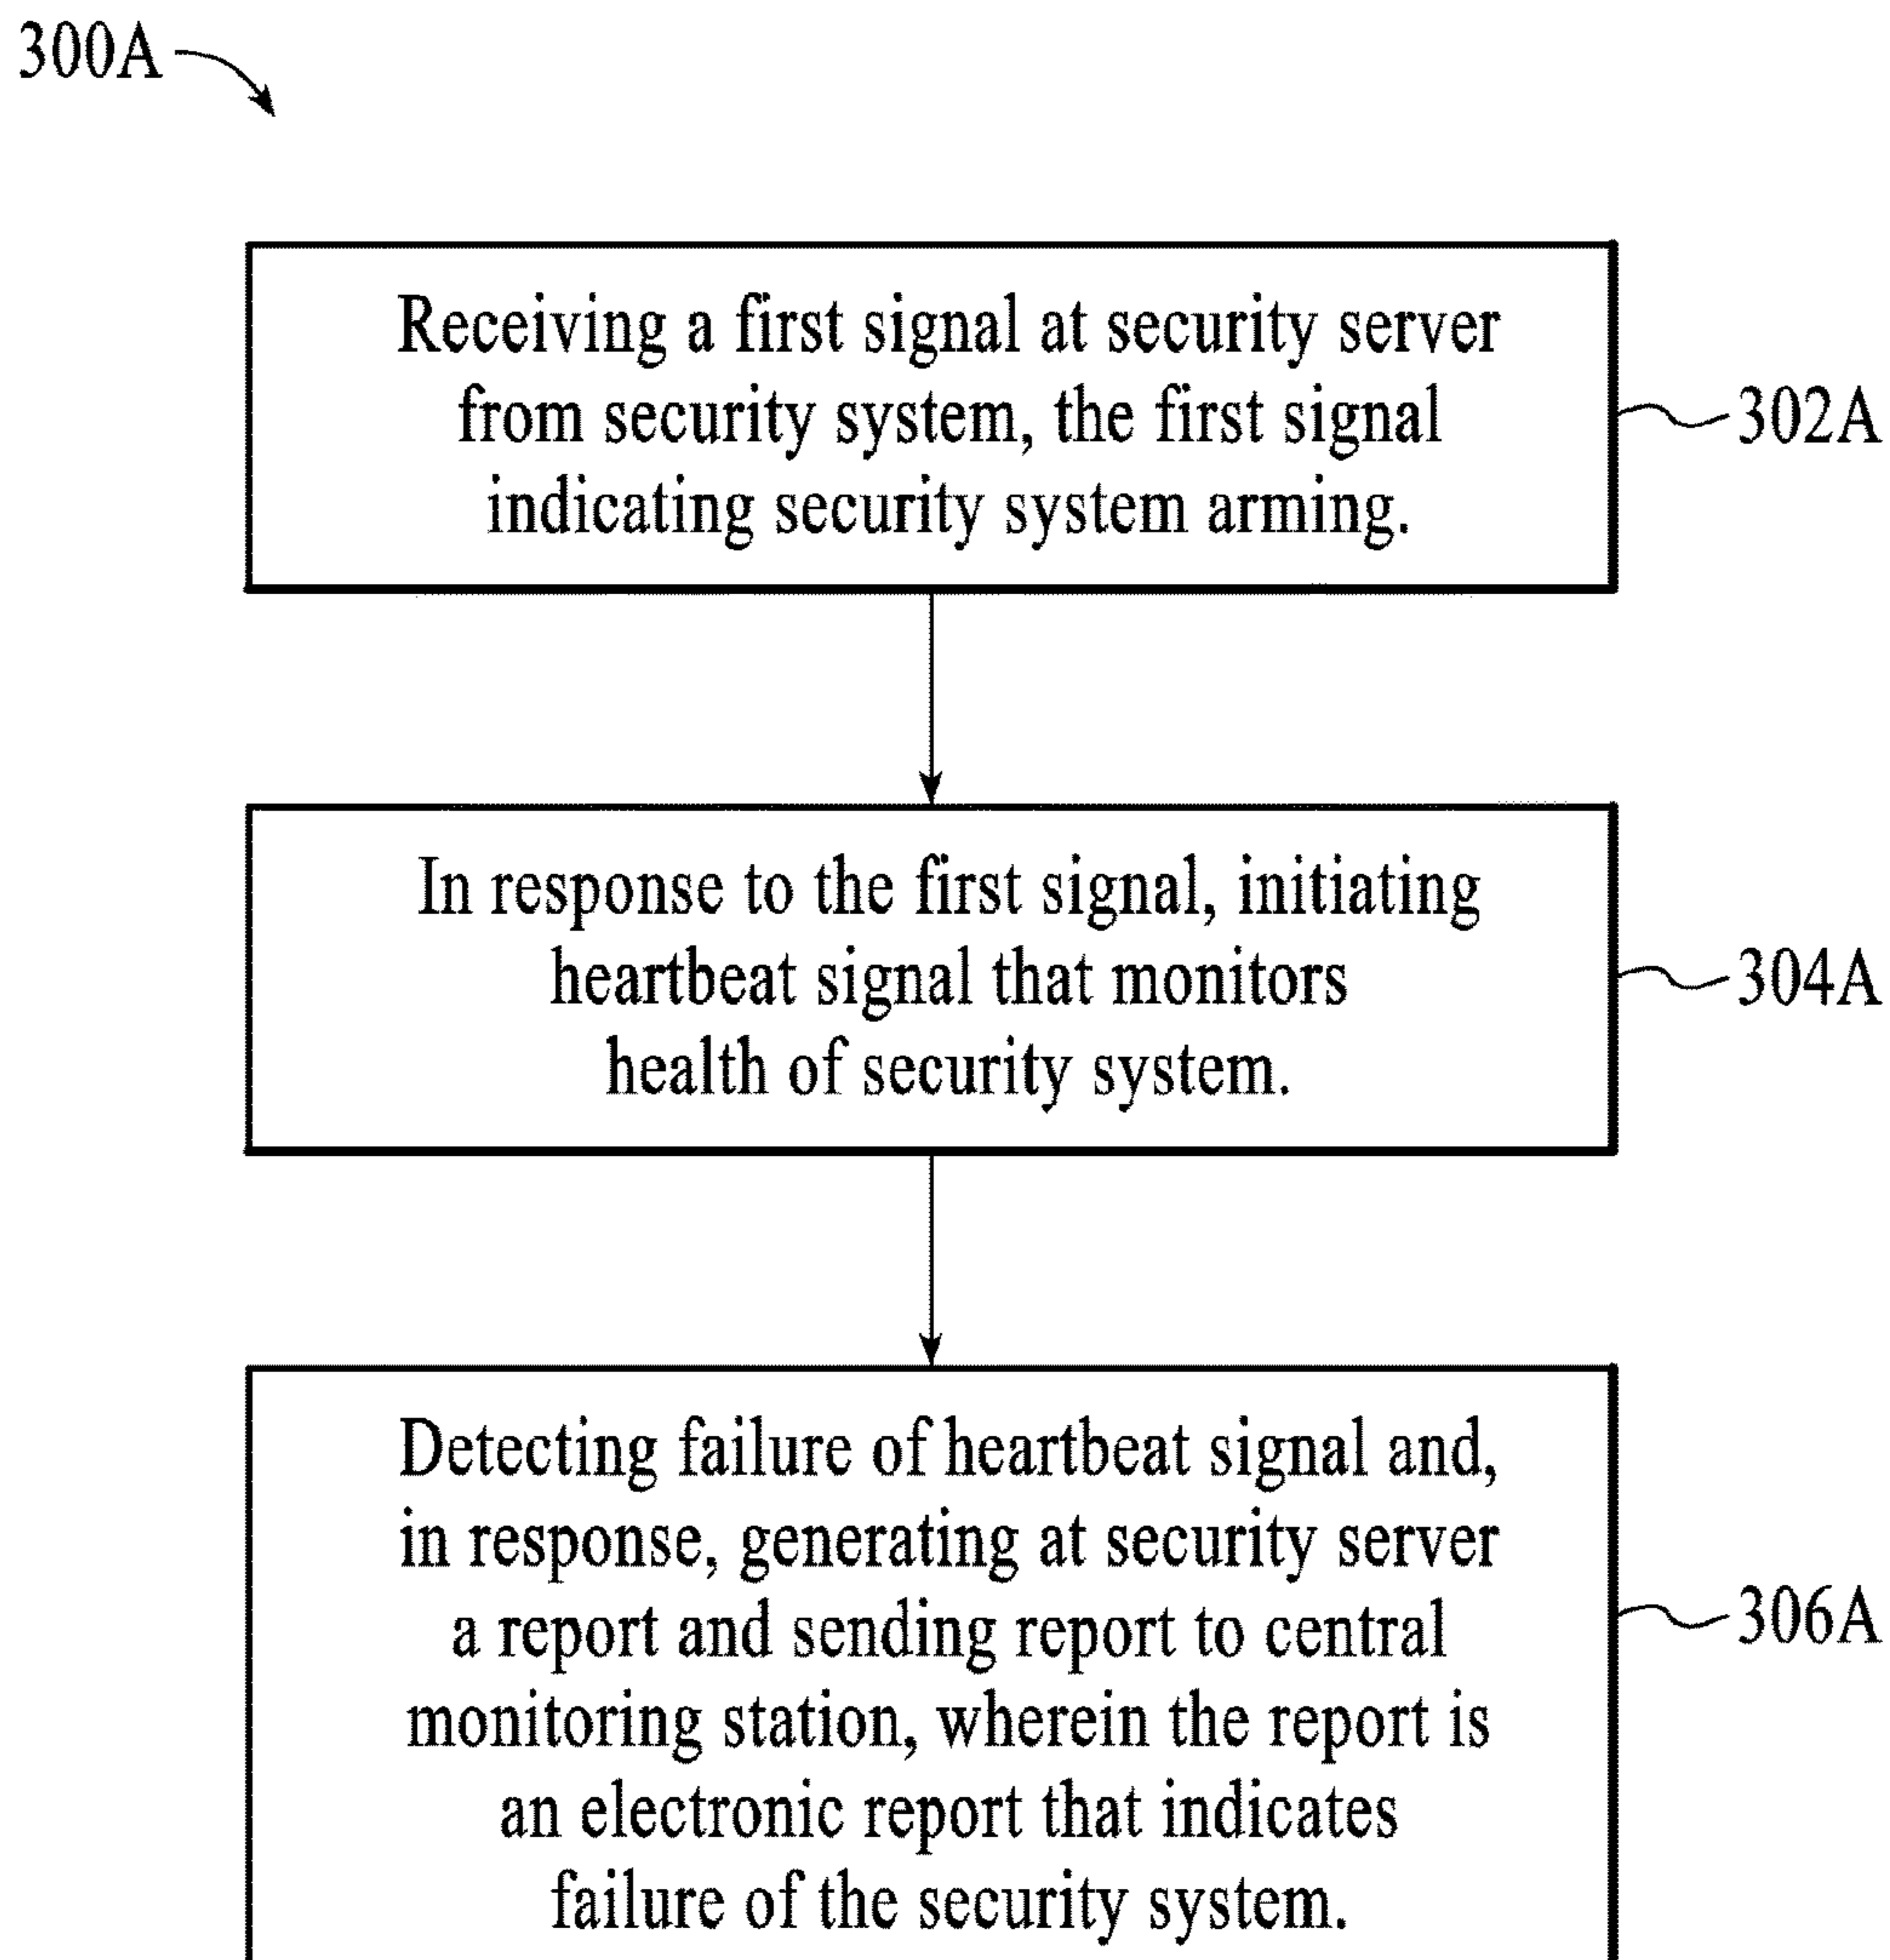 300A
Receiving a first signal at security server
from security system, the first signal
indicating security system arming.
302A
In response to the first signal, initiating
heartbeat signal that monitors
health of security system.
304A
Detecting failure of heartbeat signal and,
in response, generating at security server
a report and sending report to central
monitoring station, wherein the report is
an electronic report that indicates
failure of the security system.
306A